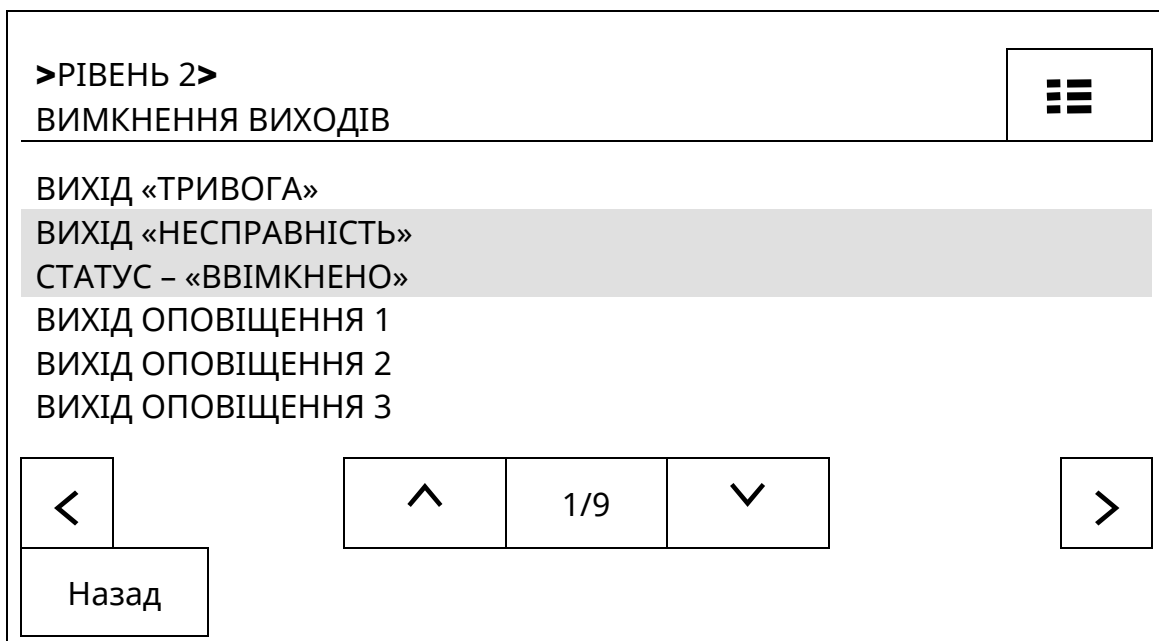 >РІВЕНЬ 2>
ВИМКНЕННЯ ВИХОДІВ
ВИХІД «ТРИВОГА»
ВИХІД «НЕСПРАВНІСТЬ»
СТАТУС – «ВВІМКНЕНО»
ВИХІД ОПОВІЩЕННЯ 1
ВИХІД ОПОВІЩЕННЯ 2
ВИХІД ОПОВІЩЕННЯ 3
1/9
Назад